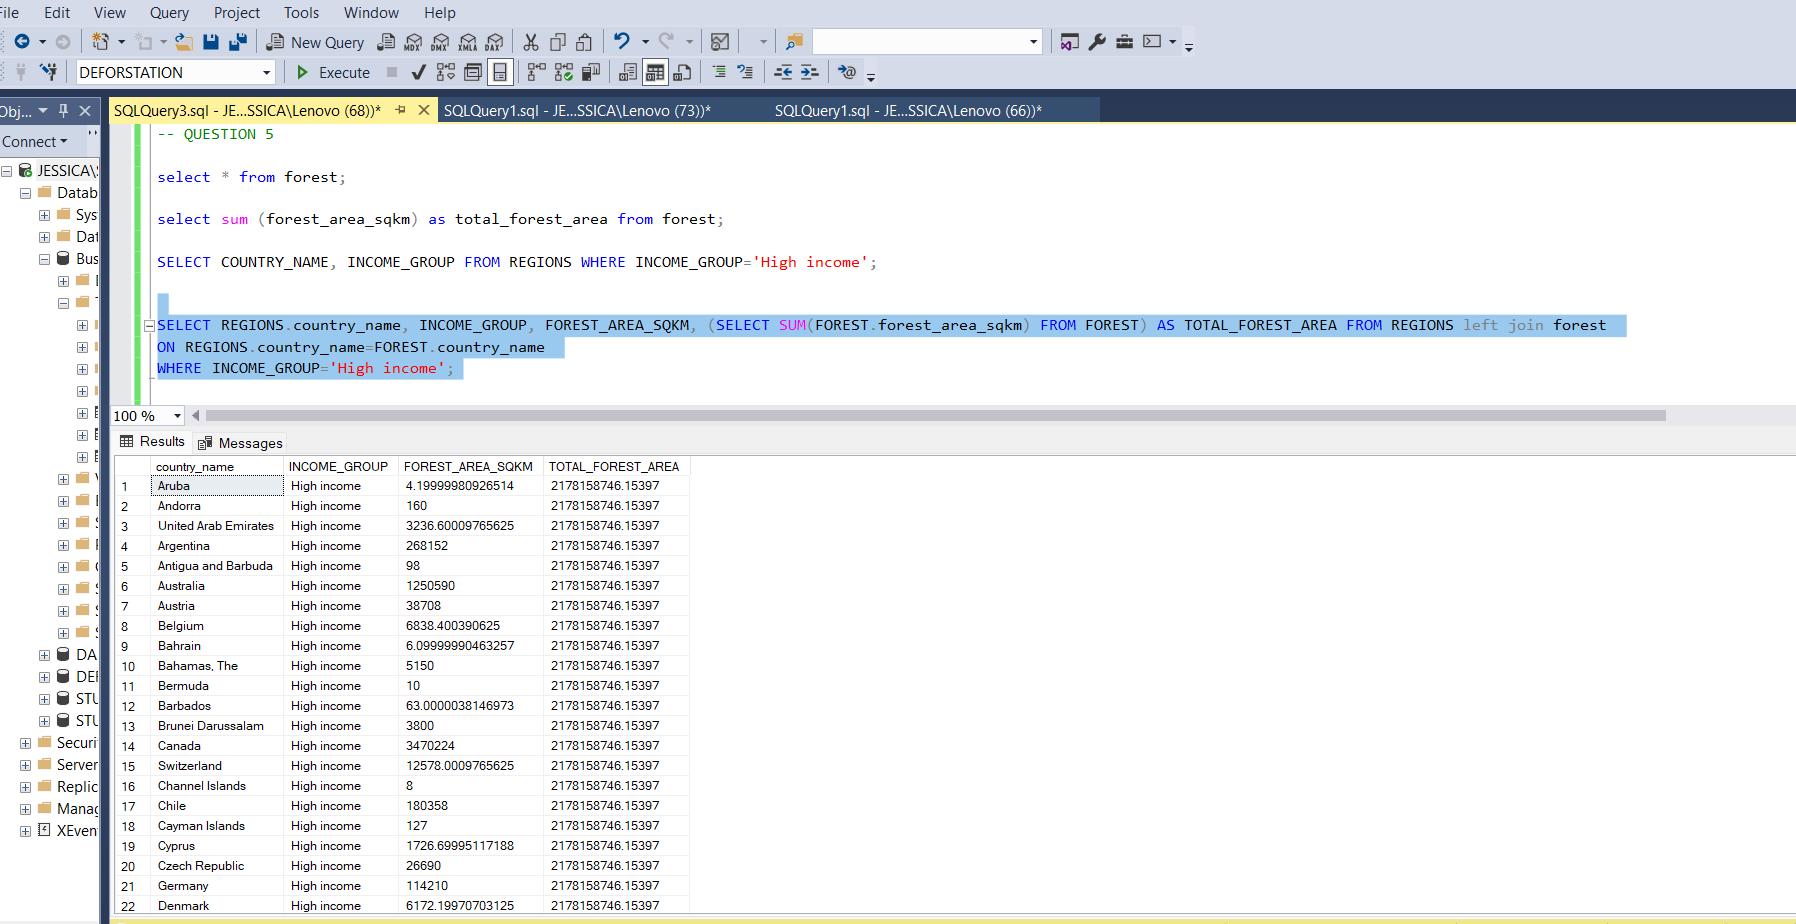 File Edit View Query Project Tools Window Help
New Query MDX DMX XMLA DAX
DEFORSTATION Execute
Obj...
SQLQuery3.sql - JE...SSICA\Lenovo (68))* SQLQuery1.sql - JE...SSICA\Lenovo (73))* SQLQuery1.sql - JE...SSICA\Lenovo (66))*
Connect
JESSICA\
Datab
Sys
Dat
Bus
DA
DEI
STU
STU
Securi
Server
Replic
Manag
XEven
-- QUESTION 5
select * from forest;
select sum (forest_area_sqkm) as total_forest_area from forest;
SELECT COUNTRY_NAME, INCOME_GROUP FROM REGIONS WHERE INCOME_GROUP='High income';
SELECT REGIONS.country_name, INCOME_GROUP, FOREST_AREA_SQKM, (SELECT SUM(FOREST.forest_area_sqkm) FROM FOREST) AS TOTAL_FOREST_AREA FROM REGIONS left join forest
ON REGIONS.country_name=FOREST.country_name
WHERE INCOME_GROUP='High income';
100 %
Results Messages
country_name INCOME_GROUP FOREST_AREA_SQKM TOTAL_FOREST_AREA
1 Aruba High income 4.19999980926514 2178158746.15397
2 Andorra High income 160 2178158746.15397
3 United Arab Emirates High income 3236.60009765625 2178158746.15397
4 Argentina High income 268152 2178158746.15397
5 Antigua and Barbuda High income 98 2178158746.15397
6 Australia High income 1250590 2178158746.15397
7 Austria High income 38708 2178158746.15397
8 Belgium High income 6838.400390625 2178158746.15397
9 Bahrain High income 6.09999990463257 2178158746.15397
10 Bahamas, The High income 5150 2178158746.15397
11 Bermuda High income 10 2178158746.15397
12 Barbados High income 63.0000038146973 2178158746.15397
13 Brunei Darussalam High income 3800 2178158746.15397
14 Canada High income 3470224 2178158746.15397
15 Switzerland High income 12578.0009765625 2178158746.15397
16 Channel Islands High income 8 2178158746.15397
17 Chile High income 180358 2178158746.15397
18 Cayman Islands High income 127 2178158746.15397
19 Cyprus High income 1726.69995117188 2178158746.15397
20 Czech Republic High income 26690 2178158746.15397
21 Germany High income 114210 2178158746.15397
22 Denmark High income 6172.19970703125 2178158746.15397